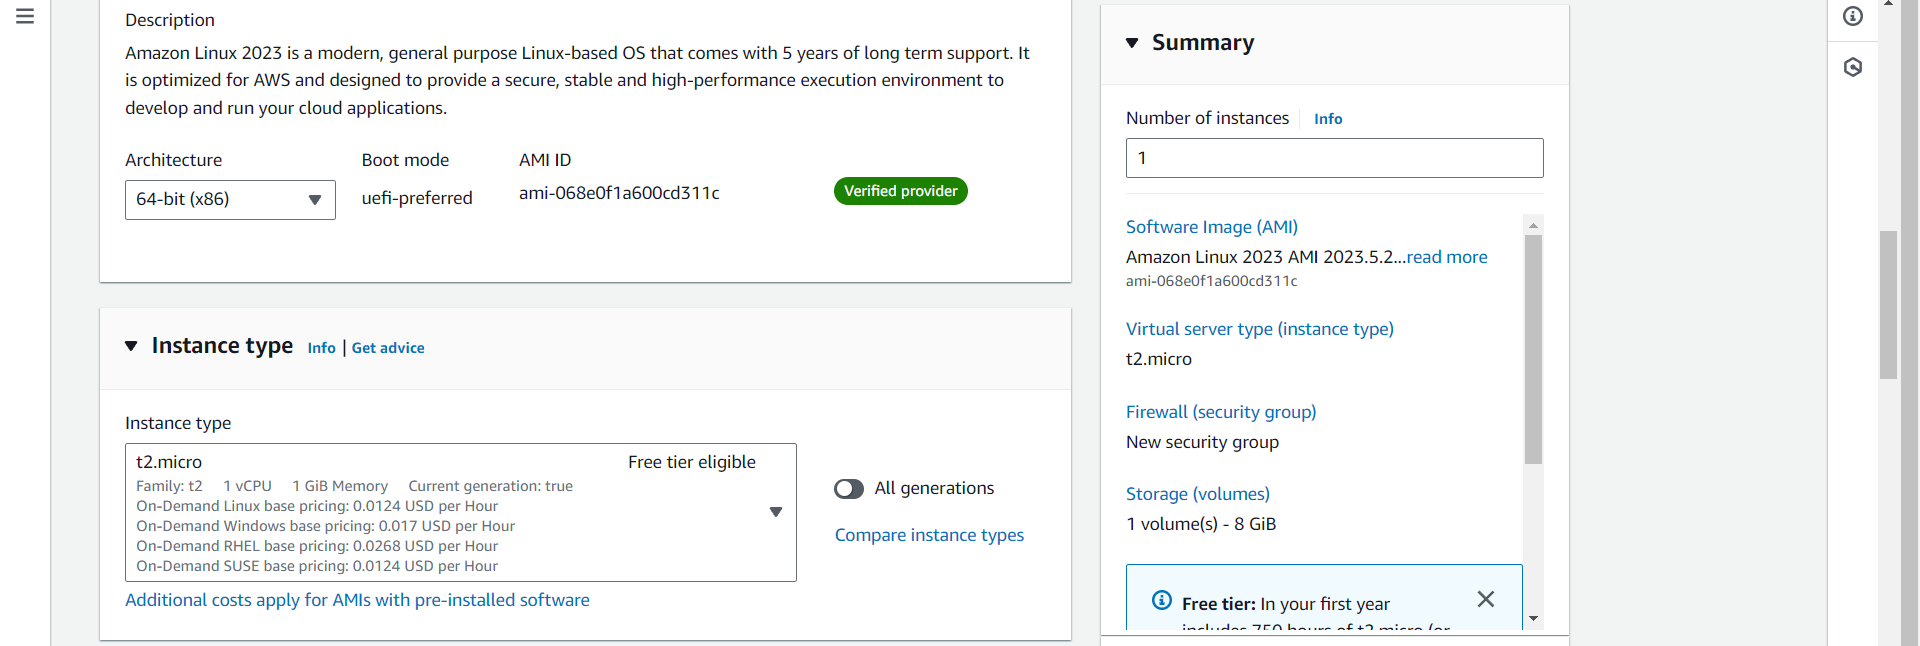 Description
Amazon Linux 2023 is a modern, general purpose Linux-based OS that comes with 5 years of long term support. It
is optimized for AWS and designed to provide a secure, stable and high-performance execution environment to
develop and run your cloud applications.
Architecture
Boot mode
AMI ID
64-bit (x86)
uefi-preferred
ami-068e0f1a600cd311c
Verified provider
Instance type
Info | Get advice
Instance type
t2.micro
Free tier eligible
Family: t2 1 vCPU 1 GiB Memory Current generation: true
On-Demand Linux base pricing: 0.0124 USD per Hour
On-Demand Windows base pricing: 0.017 USD per Hour
On-Demand RHEL base pricing: 0.0268 USD per Hour
On-Demand SUSE base pricing: 0.0124 USD per Hour
All generations
Compare instance types
Additional costs apply for AMIs with pre-installed software
Summary
Number of instances
Info
1
Software Image (AMI)
Amazon Linux 2023 AMI 2023.5.2...read more
ami-068e0f1a600cd311c
Virtual server type (instance type)
t2.micro
Firewall (security group)
New security group
Storage (volumes)
1 volume(s) - 8 GiB
Free tier: In your first year
includes 750 hours of t2.micro (or